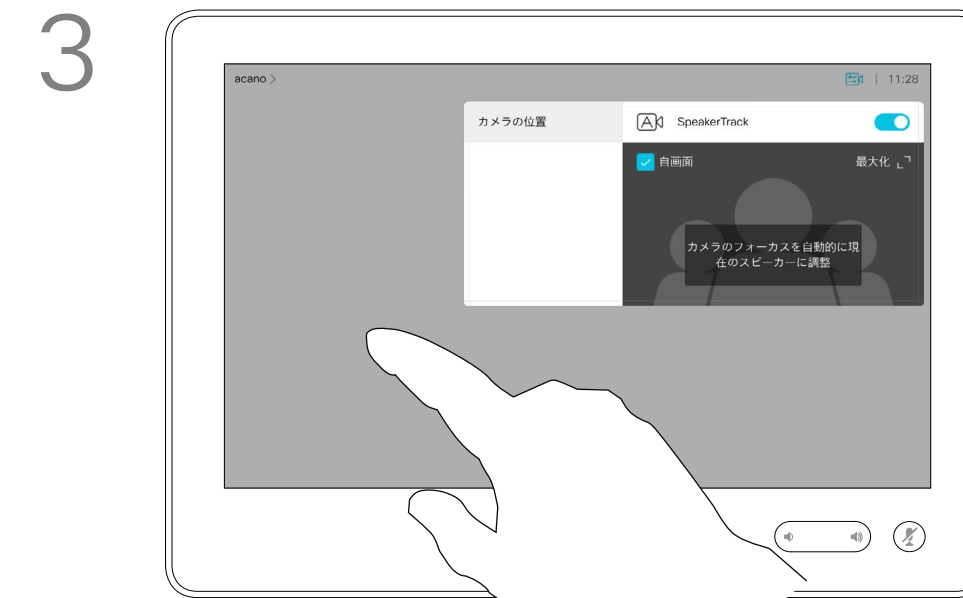 3
acano >
| 11:28
カメラの位置
A SpeakerTrack
自画面 最大化
カメラのフォーカスを自動的に現
在のスピーカーに調整